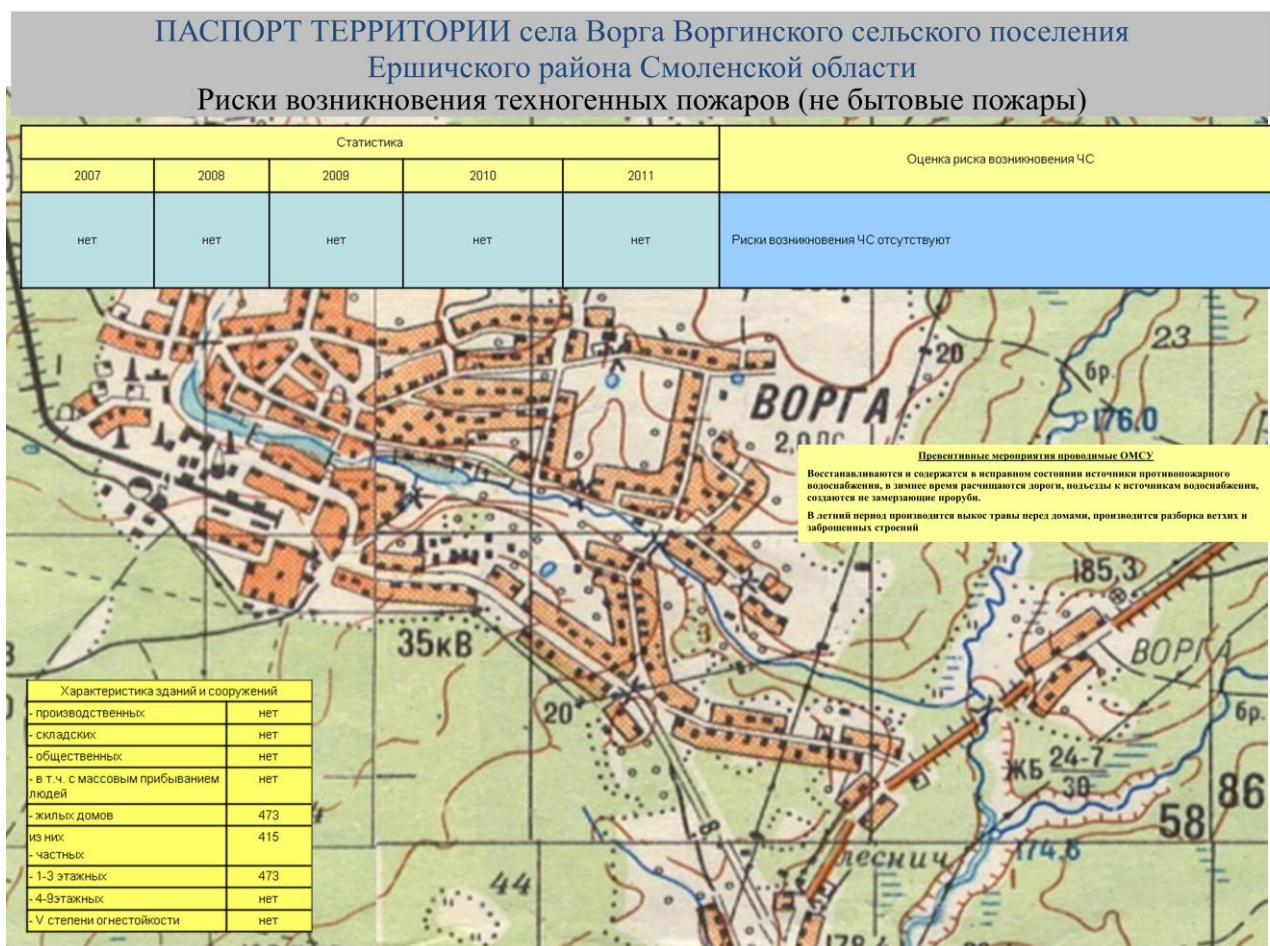 ПАСПОРТ ТЕРРИТОРИИ села Ворга Воргинского сельского поселения
Ершичского района Смоленской области
Риски возникновения техногенных пожаров (не бытовые пожары)
Статистика
Оценка риска возникновения ЧС
2007 2008 2009 2010 2011
нет нет нет нет нет Риски возникновения ЧС отсутствуют
23
20
бр.
ВОРГА
176.0
Превентивные мероприятия проводимые ОМСУ
Восстанавливаются и содержатся в исправном состоянии источники противопожарного
водоснабжения, в зимнее время расчищаются дороги, подъезды к источникам водоснабжения,
создаются не замерзающие проруби.
В летний период производится выкос травы перед домами, производится разборка ветхих и
заброшенных строений
185,3
35кВ
ВОРГА
20
бр.
ЖБ 24-7
30
86
58
174.6
леснич
44
178.4
Характеристика зданий и сооружений
- производственных нет
- складских нет
- общественных нет
- в т.ч. с массовым прибыванием нет
людей
- жилых домов 473
из них 415
- частных
- 1-3 этажных 473
- 4-9этажных нет
- V степени огнестойкости нет